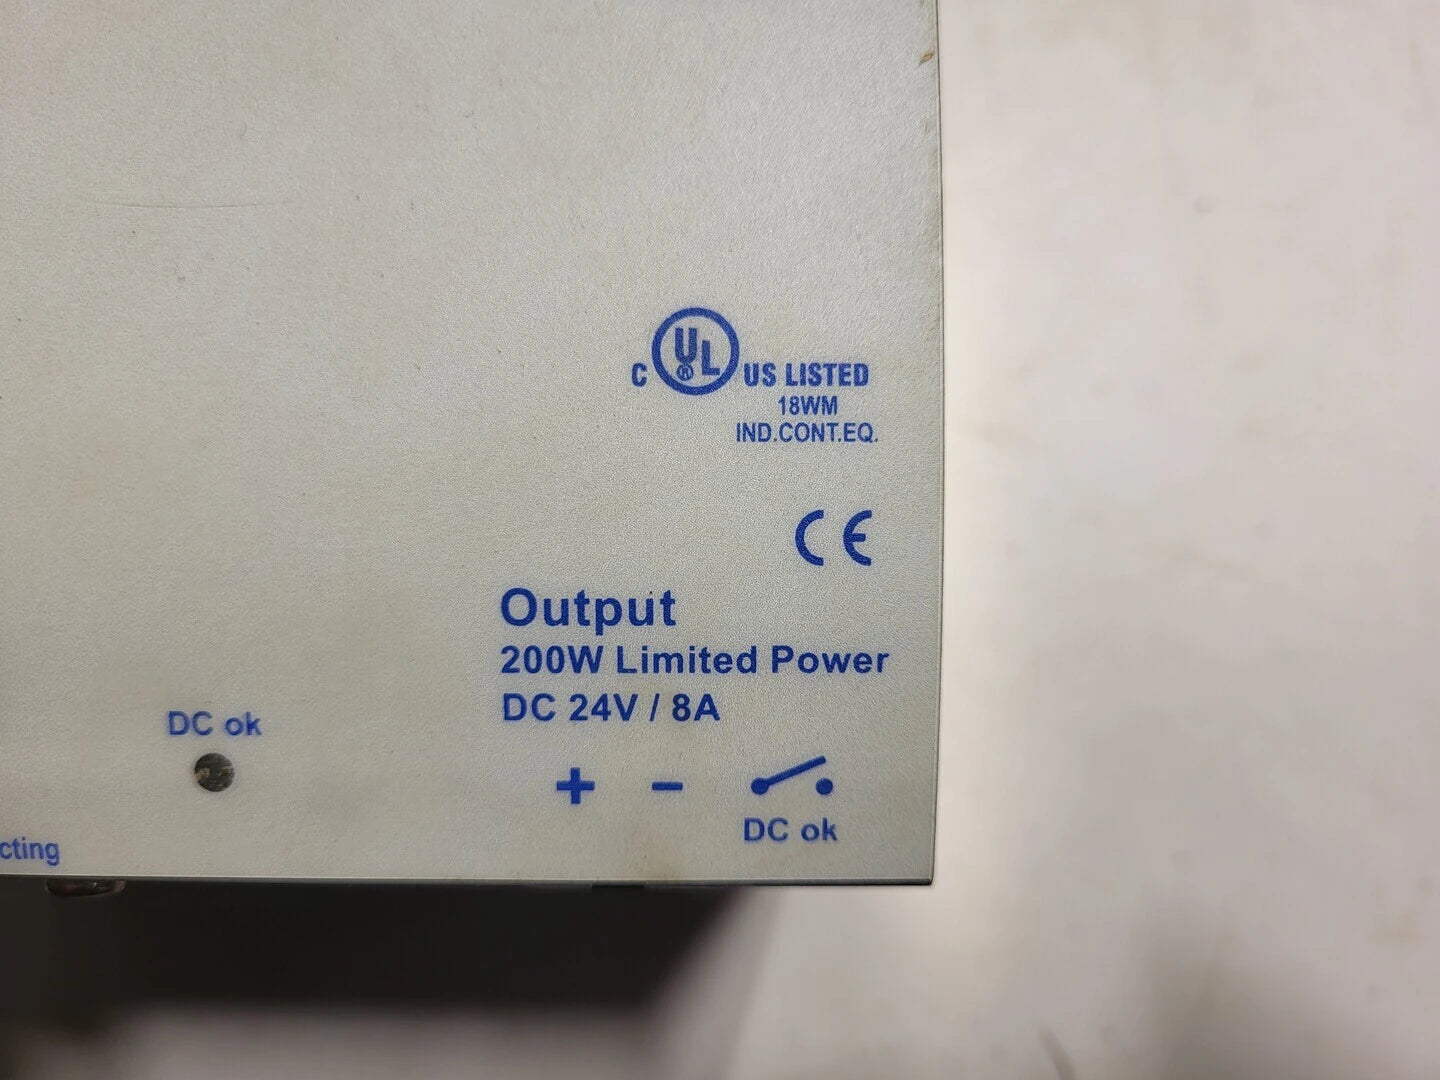 C UL® US LISTED
18WM
IND.CONT.EQ.
CE
Output
200W Limited Power
DC 24V / 8A
DC ok
+ −
DC ok
cting